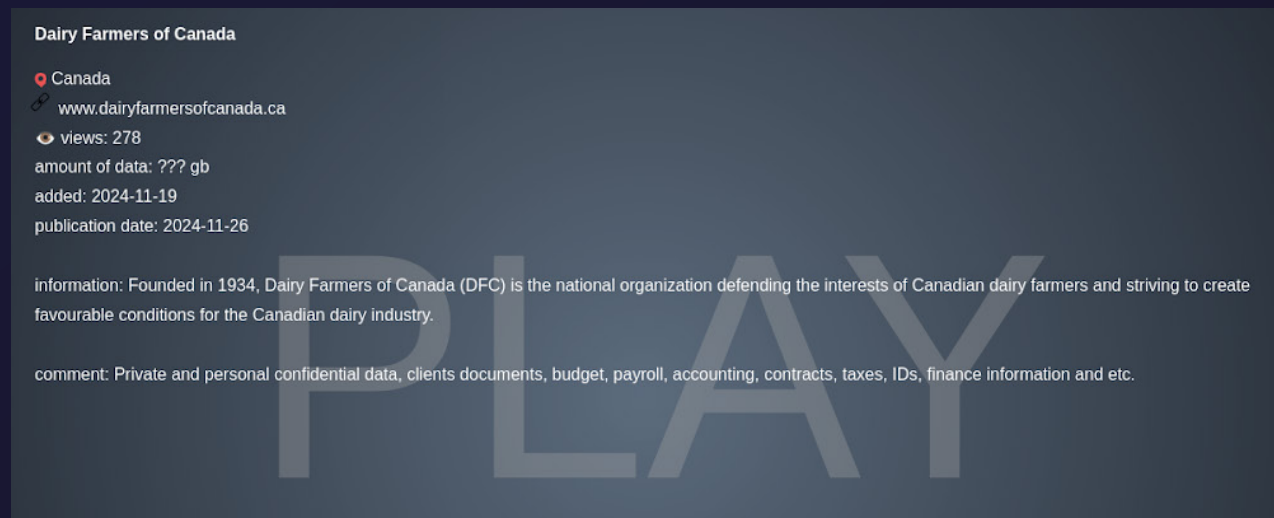 Dairy Farmers of Canada
Canada
www.dairyfarmersofcanada.ca
views: 278
amount of data: ??? gb
added: 2024-11-19
publication date: 2024-11-26
information: Founded in 1934, Dairy Farmers of Canada (DFC) is the national organization defending the interests of Canadian dairy farmers and striving to create
favourable conditions for the Canadian dairy industry.
comment: Private and personal confidential data, clients documents, budget, payroll, accounting, contracts, taxes, IDs, finance information and etc.
PLAY